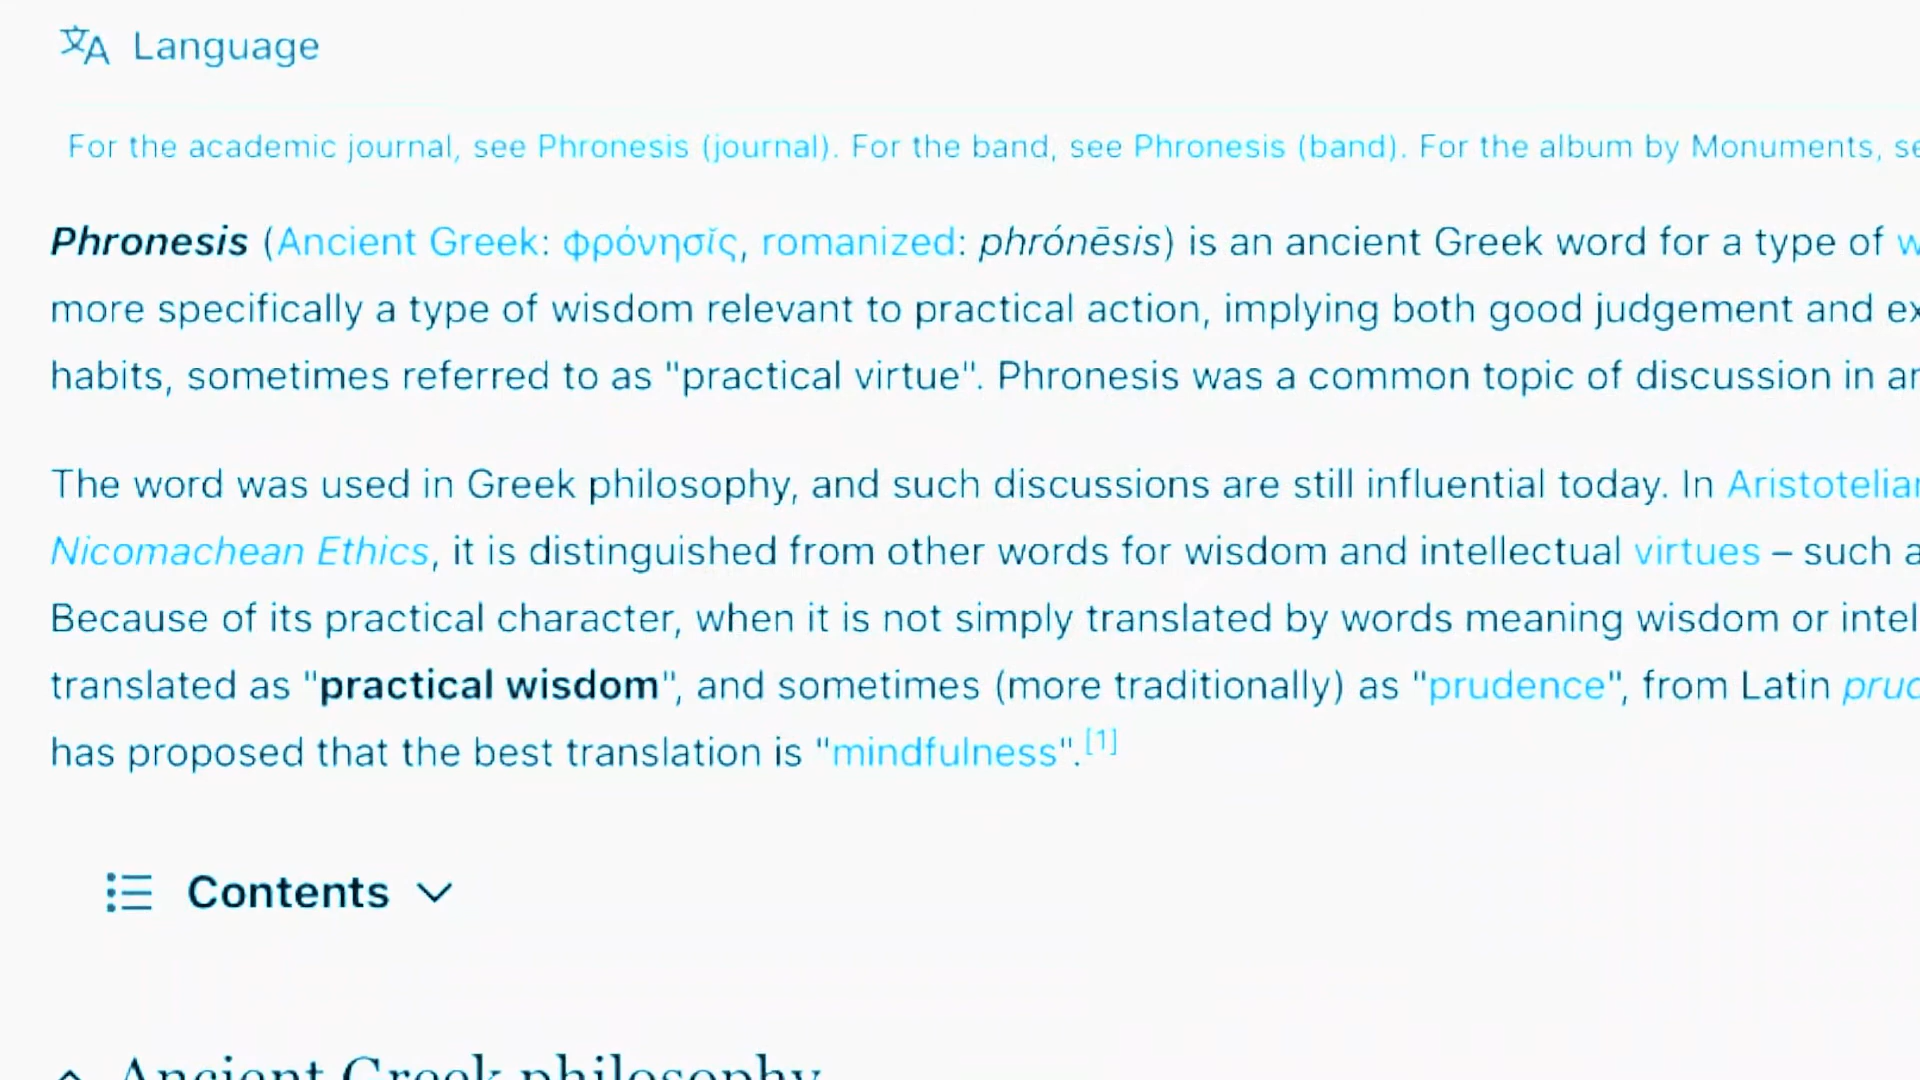 Language
For the academic journal, see Phronesis (journal). For the band, see Phronesis (band). For the album by Monuments,
Phronesis (Ancient Greek: φρόνησῐς, romanized: phrónēsis) is an ancient Greek word for a type of
more specifically a type of wisdom relevant to practical action, implying both good judgement and
habits, sometimes referred to as "practical virtue". Phronesis was a common topic of discussion in
The word was used in Greek philosophy, and such discussions are still influential today. In
Nicomachean Ethics, it is distinguished from other words for wisdom and intellectual virtues – such
Because of its practical character, when it is not simply translated by words meaning wisdom or
translated as "practical wisdom", and sometimes (more traditionally) as "prudence", from Latin
has proposed that the best translation is "mindfulness".[1]
Contents
Ancient Greek philosophy